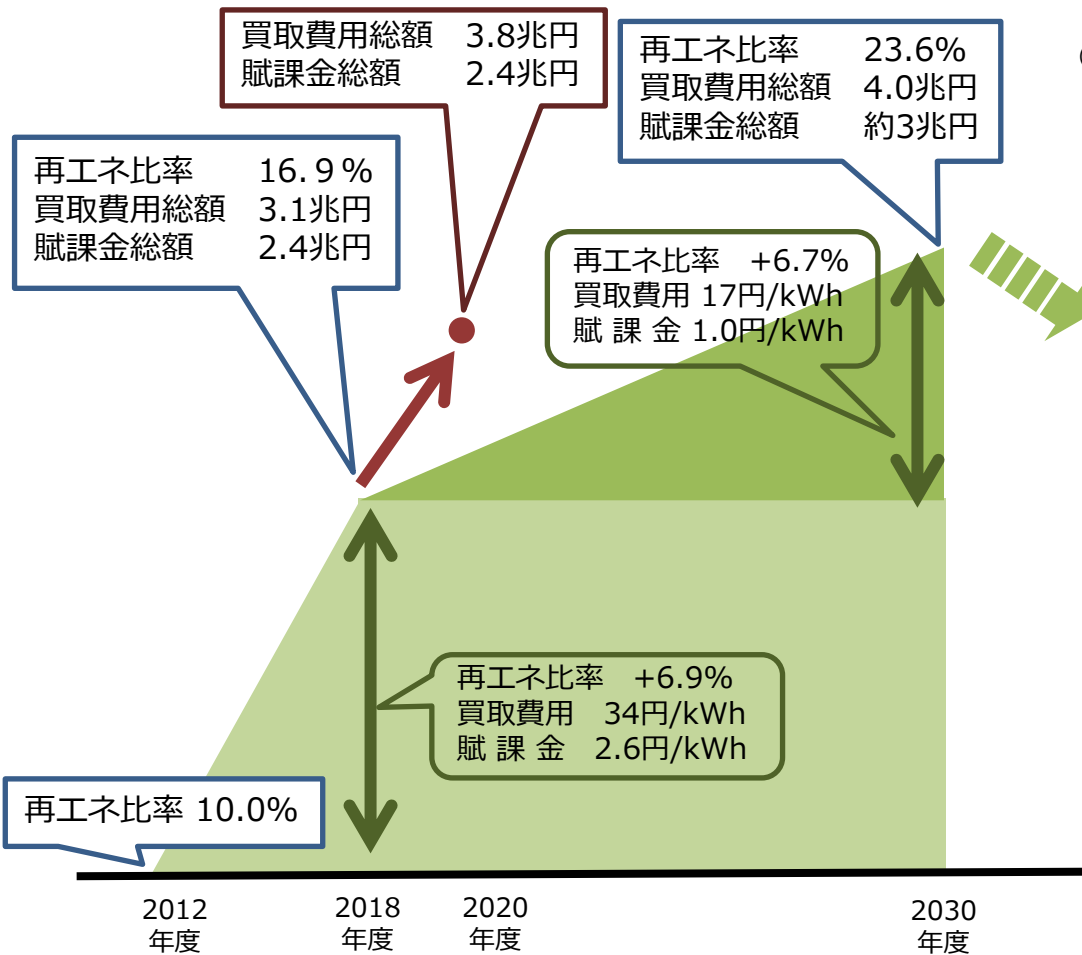 買取費用総額 3.8兆円
賦課金総額 2.4兆円
再エネ比率 23.6%
買取費用総額 4.0兆円
賦課金総額 約3兆円
再エネ比率 16.9%
買取費用総額 3.1兆円
賦課金総額 2.4兆円
再エネ比率 +6.7%
買取費用 17円/kWh
賦 課 金 1.0円/kWh
再エネ比率 +6.9%
買取費用 34円/kWh
賦 課 金 2.6円/kWh
再エネ比率 10.0%
2012
年度
2018
年度
2020
年度
2030
年度